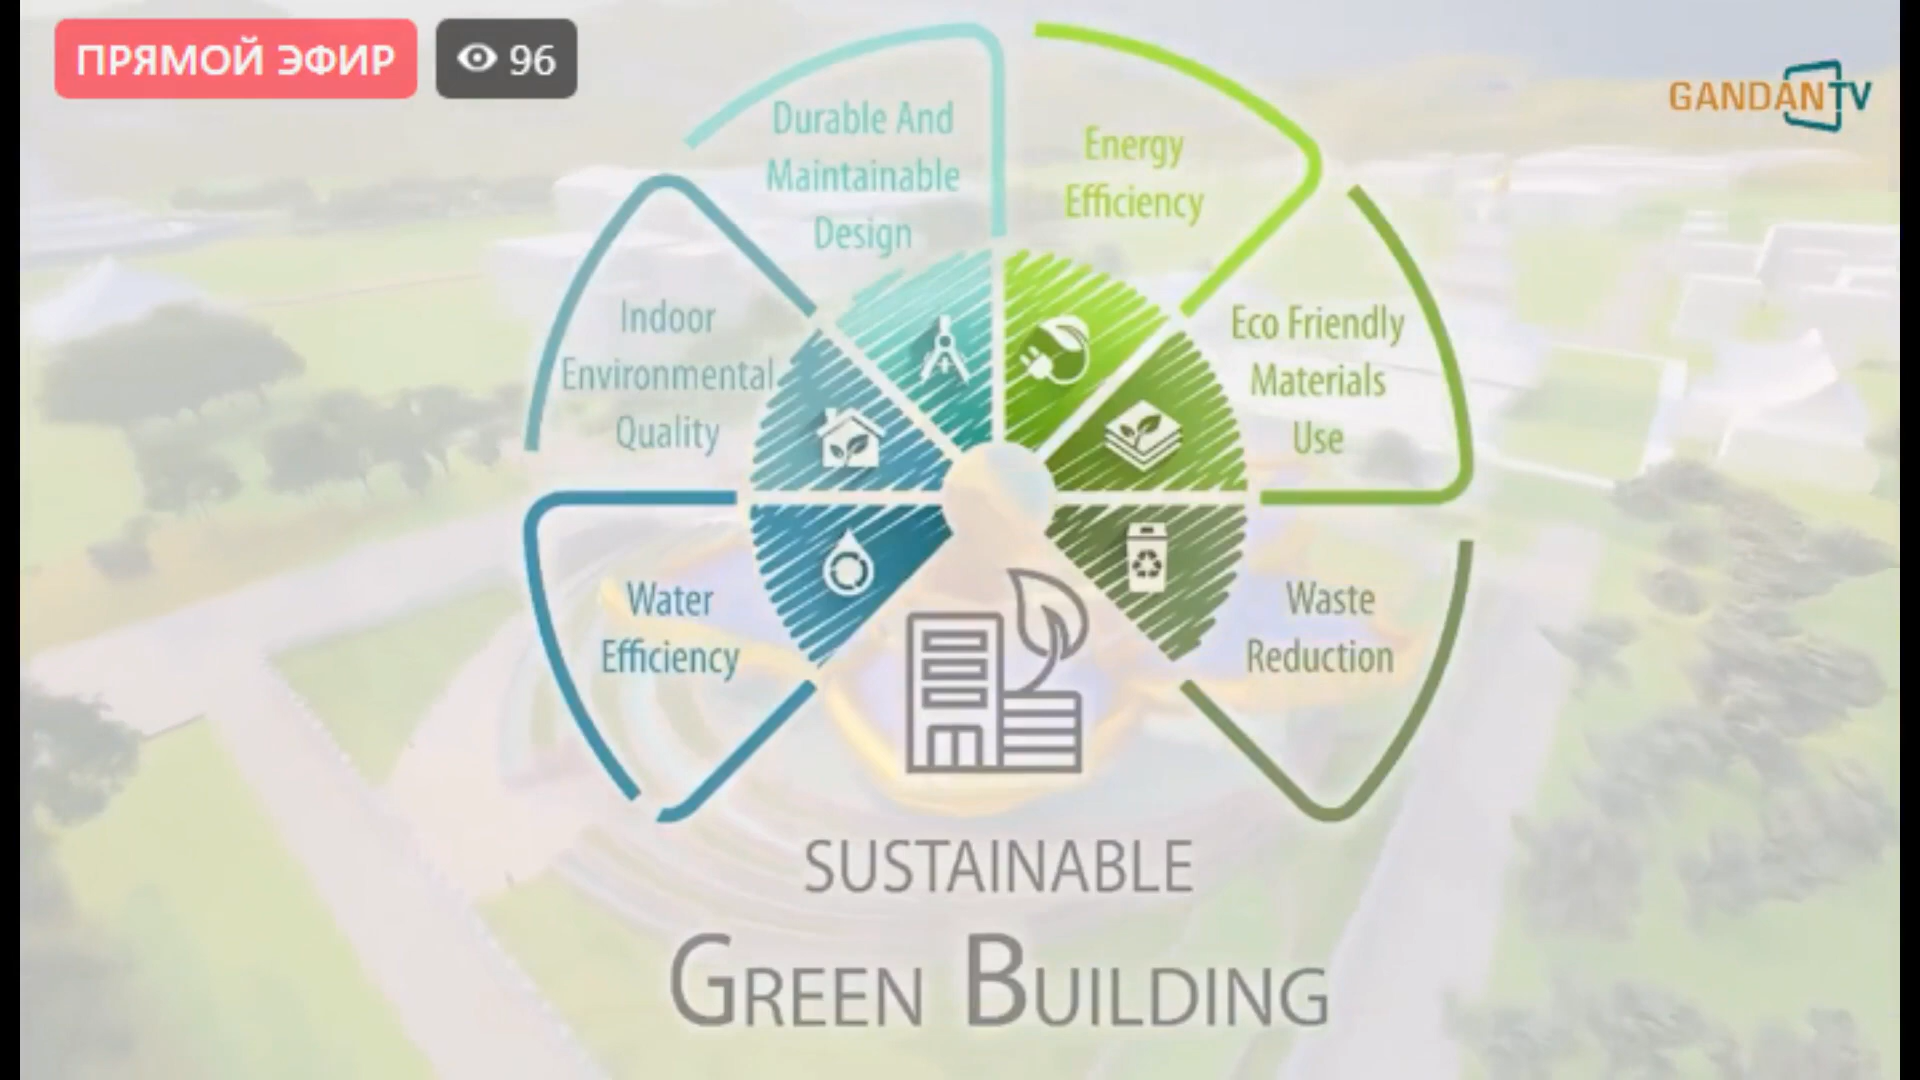 ПРЯМОЙ ЭФИР
96
GANDANTV
Durable And
Maintainable
Design
Energy
Efficiency
Indoor
Environmental
Quality
Eco Friendly
Materials
Use
Water
Efficiency
Waste
Reduction
SUSTAINABLE
GREEN BUILDING